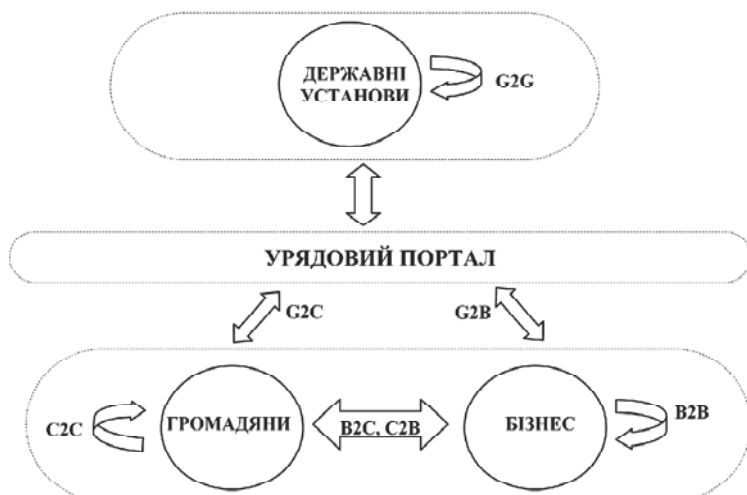 ДЕРЖАВНІ
УСТАНОВИ
G2G
УРЯДОВИЙ ПОРТАЛ
G2C
G2B
C2C
ГРОМАДЯНИ
B2C, C2B
БІЗНЕС
B2B